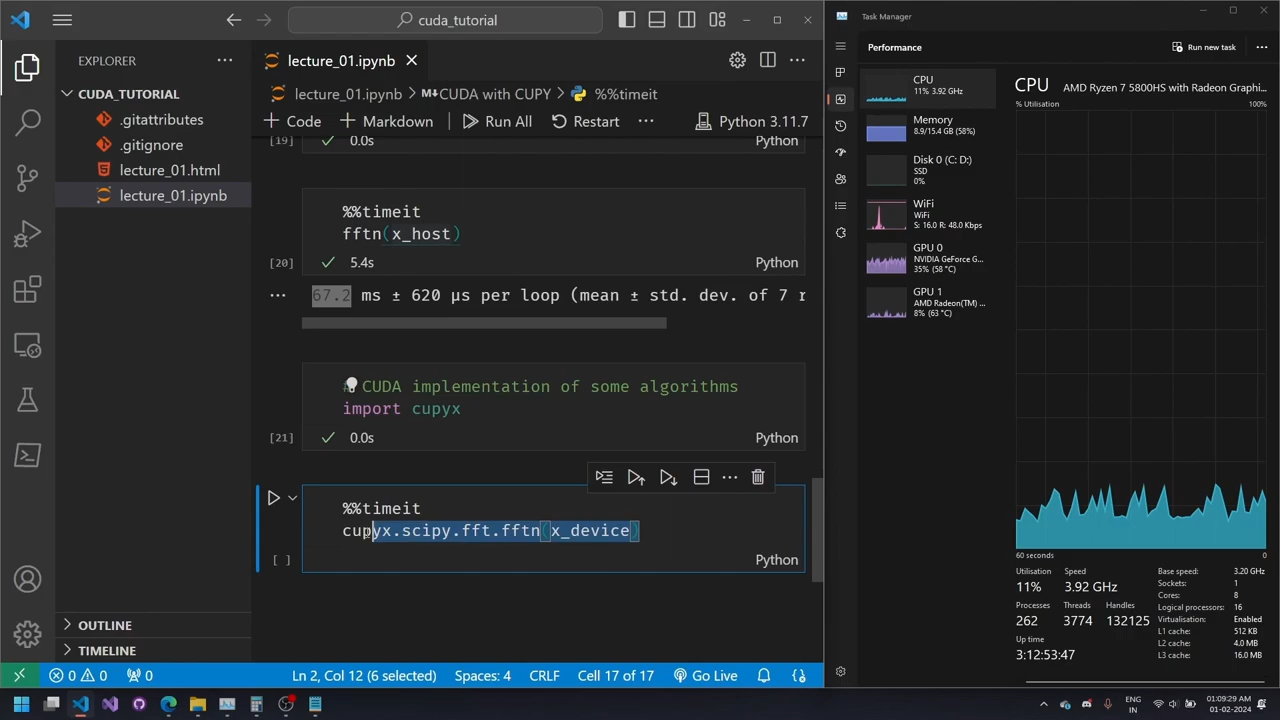 cuda_tutorial
EXPLORER
CUDA_TUTORIAL
.gitattributes
.gitignore
lecture_01.html
lecture_01.ipynb
OUTLINE
TIMELINE
lecture_01.ipynb
lecture_01.ipynb
CUDA with CUPY
%%timeit
Code
Markdown
Run All
Restart
Python 3.11.7
[19]
0.0s
Python
%%timeit
fftn(x_host)
[20]
5.4s
Python
67.2 ms ± 620 µs per loop (mean ± std. dev. of 7 r
CUDA implementation of some algorithms
import cupyx
[21]
0.0s
Python
%%timeit
cupyx.scipy.fft.fftn(x_device)
[ ]
Python
0
0
0
Ln 2, Col 12 (6 selected)
Spaces: 4
CRLF
Cell 17 of 17
Go Live
Task Manager
Performance
Run new task
CPU
11% 3.92 GHz
Memory
8.9/15.4 GB (58%)
Disk 0 (C: D:)
SSD
0%
WiFi
WiFi
S: 16.0 R: 48.0 Kbps
GPU 0
NVIDIA GeForce G...
35% (58 °C)
GPU 1
AMD Radeon(TM) ...
8% (63 °C)
CPU
AMD Ryzen 7 5800HS with Radeon Graphi...
% Utilisation
100%
60 seconds
0
Utilisation
Speed
11%
3.92 GHz
Processes
Threads
Handles
262
3774
132125
Up time
3:12:53:47
Base speed:
3.20 GHz
Sockets:
1
Cores:
8
Logical processors:
16
Virtualisation:
Enabled
L1 cache:
512 KB
L2 cache:
4.0 MB
L3 cache:
16.0 MB
ENG
IN
01:09:29 AM
01-02-2024